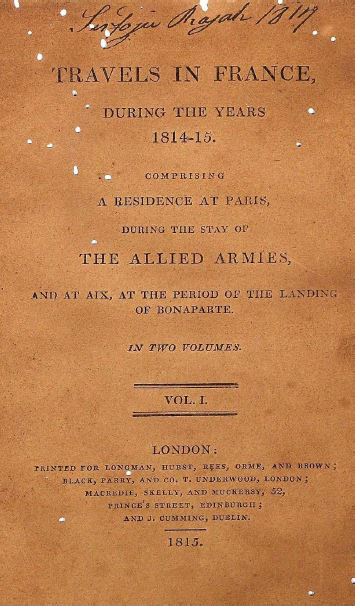 Serfojee Rajah 1817
TRAVELS IN FRANCE,
DURING THE YEARS
1814-15.
COMPRISING
A RESIDENCE AT PARIS,
DURING THE STAY OF
THE ALLIED ARMIES,
AND AT AIX, AT THE PERIOD OF THE LANDING
OF BONAPARTE.
IN TWO VOLUMES.
VOL. I.
LONDON:
PRINTED FOR LONGMAN, HURST, REES, ORME, AND BROWN;
BLACK, PARRY, AND CO. T. UNDERWOOD, LONDON;
MACREDIE, SKELLY, AND MUCKERSY, 52,
PRINCE'S STREET, EDINBURGH;
AND J. CUMMING, DUBLIN.
1815.